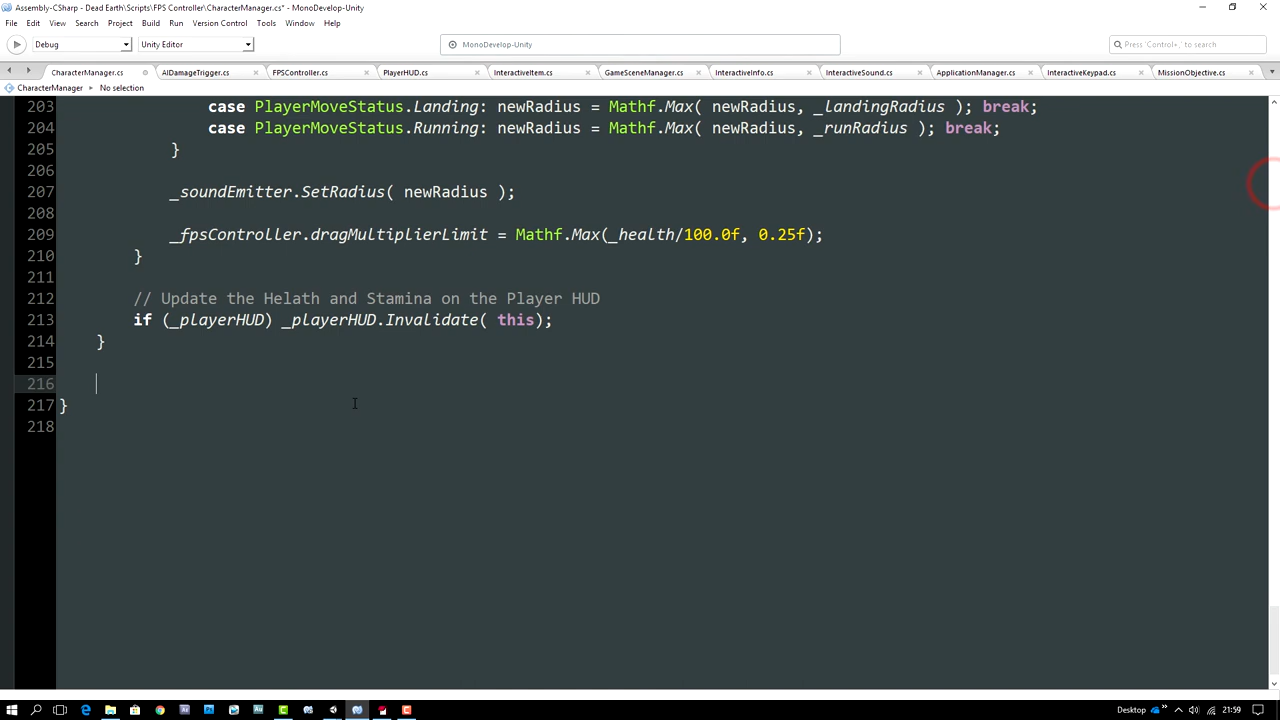 Assembly-CSharp - Dead Earth\Scripts\FPS Controller\CharacterManager.cs* - MonoDevelop-Unity
File Edit View Search Project Build Run Version Control Tools Window Help
Debug Unity Editor MonoDevelop-Unity Press 'Control+,' to search
CharacterManager.cs AIDamageTrigger.cs FPSController.cs PlayerHUD.cs InteractiveItem.cs GameSceneManager.cs InteractiveInfo.cs InteractiveSound.cs ApplicationManager.cs InteractiveKeypad.cs MissionObjective.cs
CharacterManager No selection
203 case PlayerMoveStatus.Landing: newRadius = Mathf.Max( newRadius, _landingRadius ); break;
204 case PlayerMoveStatus.Running: newRadius = Mathf.Max( newRadius, _runRadius ); break;
205 }
206
207 _soundEmitter.SetRadius( newRadius );
208
209 _fpsController.dragMultiplierLimit = Mathf.Max(_health/100.0f, 0.25f);
210 }
211
212 // Update the Helath and Stamina on the Player HUD
213 if (_playerHUD) _playerHUD.Invalidate( this);
214 }
215
216
217 }
218
Desktop 21:59